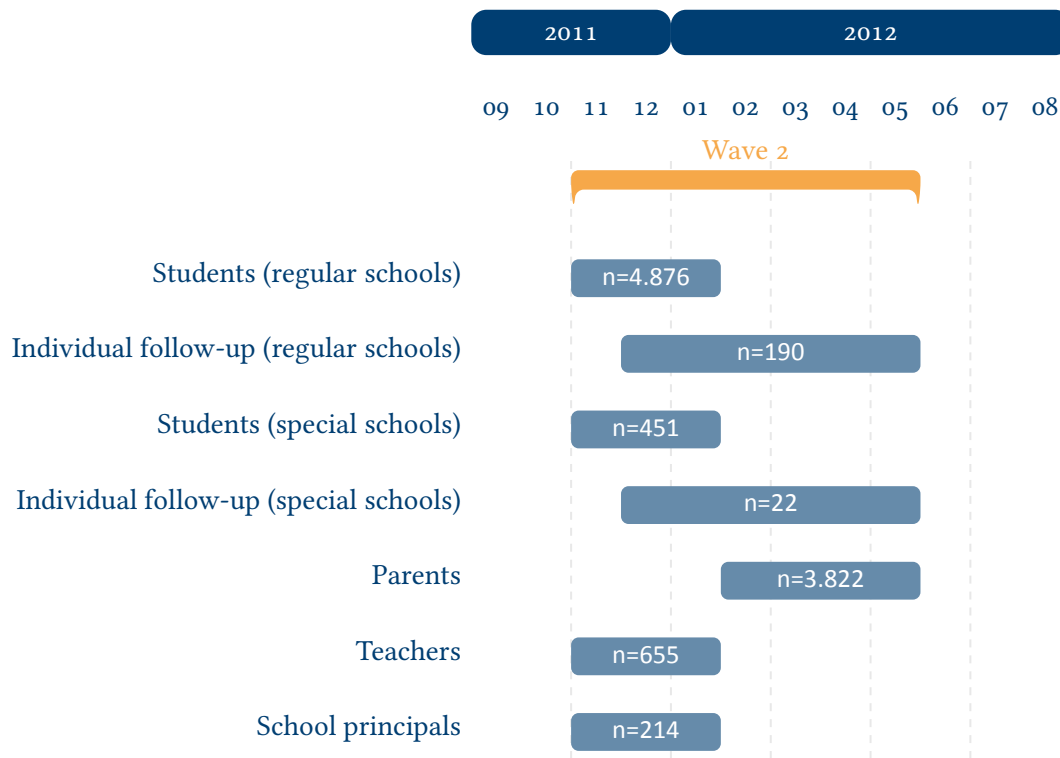 2011 2012
09 10 11 12 01 02 03 04 05 06 07 08
Wave 2
Students (regular schools) n=4.876
Individual follow-up (regular schools) n=190
Students (special schools) n=451
Individual follow-up (special schools) n=22
Parents n=3.822
Teachers n=655
School principals n=214